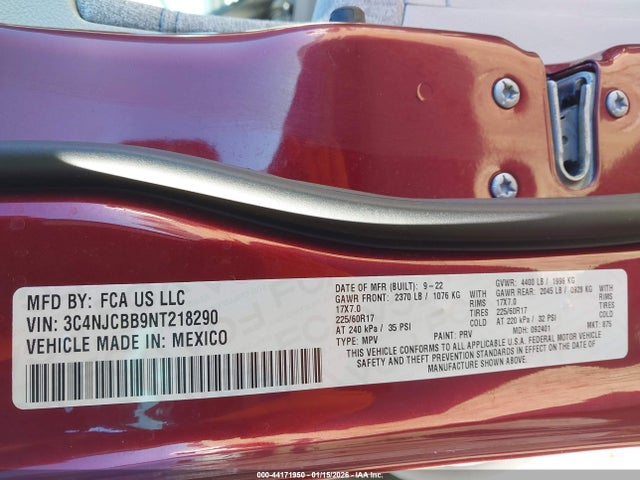 MFD BY: FCA US LLC
VIN: 3C4NJCBB9NT218290
VEHICLE MADE IN: MEXICO
DATE OF MFR (BUILT): 9-22
GAWR FRONT: 2370 LB / 1076 KG WITH
17X7.0 RIMS
225/60R17 TIRES
AT 240 kPa / 35 PSI
TYPE: MPV PAINT: PRV
GVWR: 4400 LB / 1996 KG
GAWR REAR: 2045 LB / 0928 KG WITH
17X7.0 RIMS
225/60R17 TIRES
AT 220 kPa / 32 PSI
MDH: 092401 MKT: 875
THIS VEHICLE CONFORMS TO ALL APPLICABLE U.S.A. FEDERAL MOTOR VEHICLE
SAFETY AND THEFT PREVENTION STANDARDS IN EFFECT ON THE DATE OF
MANUFACTURE SHOWN ABOVE.
000-44171950 - 01/15/2026 - IAA Inc.